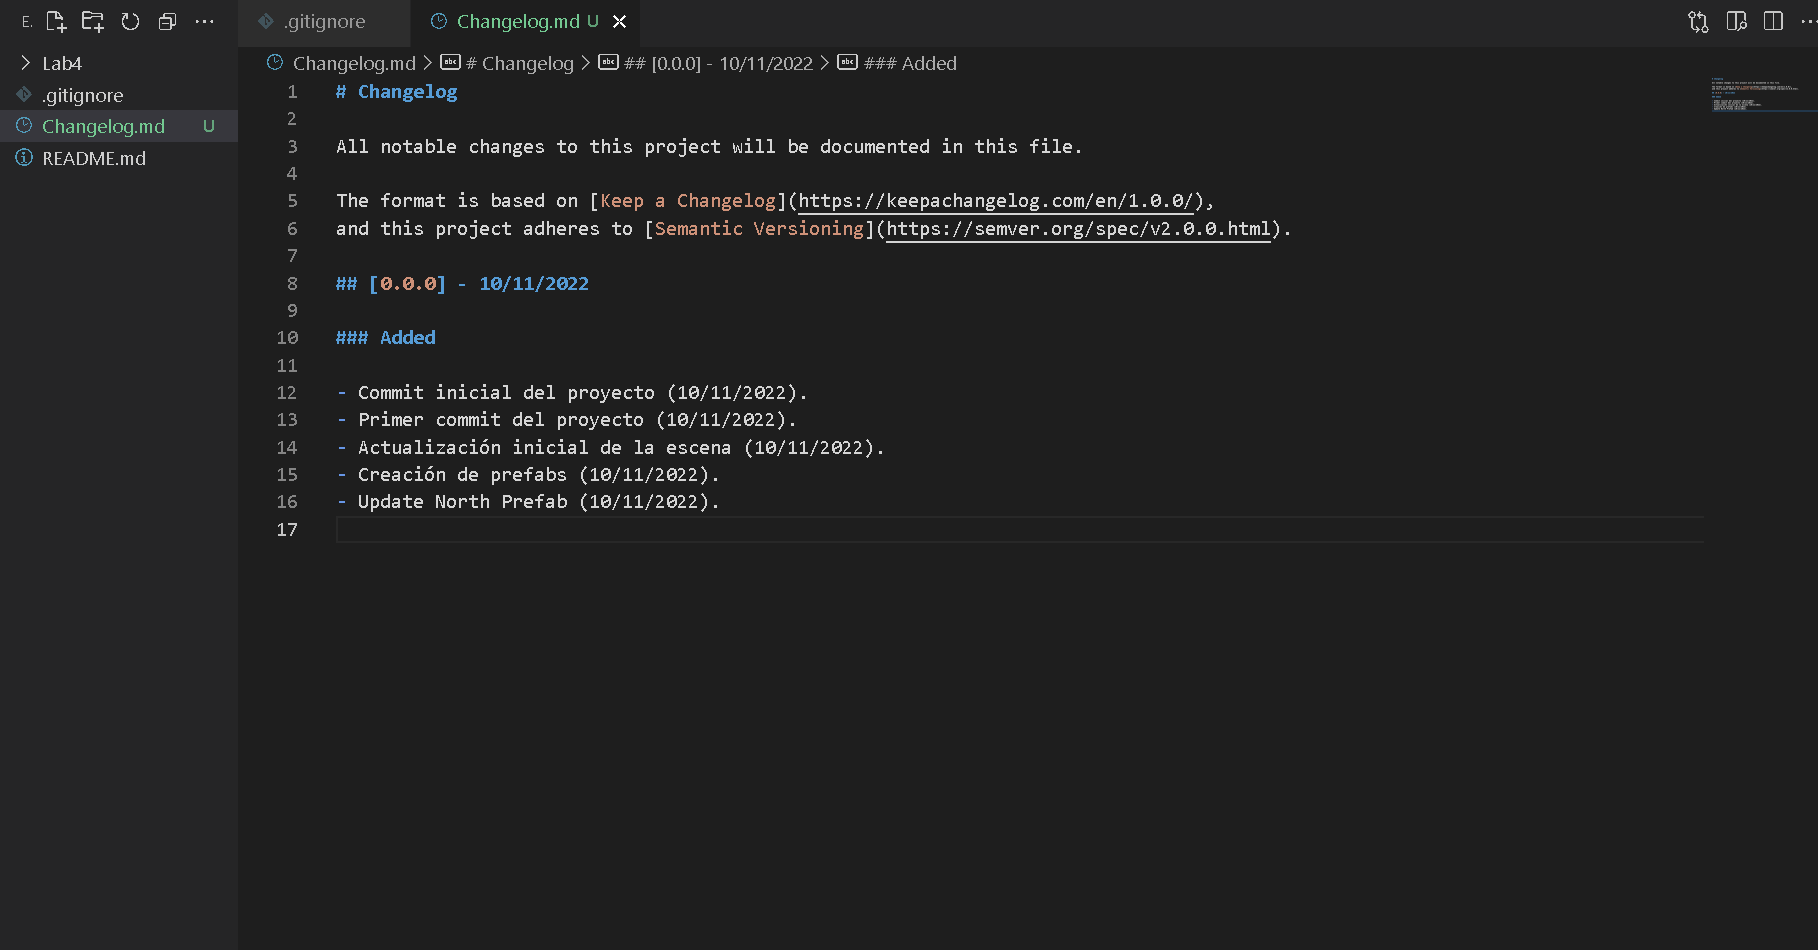 E.
Lab4
.gitignore
Changelog.md U
README.md
.gitignore
Changelog.md U
Changelog.md > # Changelog > ## [0.0.0] - 10/11/2022 > ### Added
1 # Changelog
2
3 All notable changes to this project will be documented in this file.
4
5 The format is based on [Keep a Changelog](https://keepachangelog.com/en/1.0.0/),
6 and this project adheres to [Semantic Versioning](https://semver.org/spec/v2.0.0.html).
7
8 ## [0.0.0] - 10/11/2022
9
10 ### Added
11
12 - Commit inicial del proyecto (10/11/2022).
13 - Primer commit del proyecto (10/11/2022).
14 - Actualización inicial de la escena (10/11/2022).
15 - Creación de prefabs (10/11/2022).
16 - Update North Prefab (10/11/2022).
17